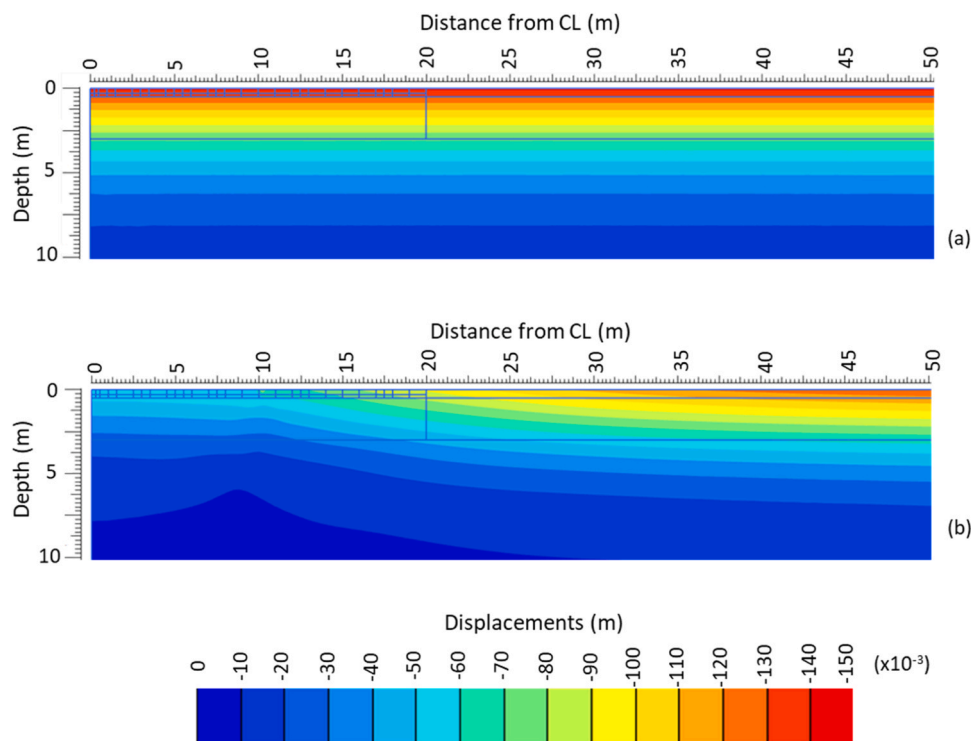 Distance from CL (m)
0 5 10 15 20 25 30 35 40 45 50
Depth (m)
0
5
10
(a)
Distance from CL (m)
0 5 10 15 20 25 30 35 40 45 50
Depth (m)
0
5
10
(b)
Displacements (m)
0 -10 -20 -30 -40 -50 -60 -70 -80 -90 -100 -110 -120 -130 -140 -150 (x10⁻³)